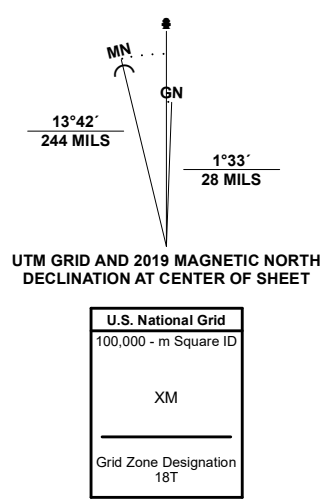 MN
GN
13°42´
244 MILS
1°33´
28 MILS
UTM GRID AND 2019 MAGNETIC NORTH
DECLINATION AT CENTER OF SHEET
U.S. National Grid
100,000 - m Square ID
XM
Grid Zone Designation
18T